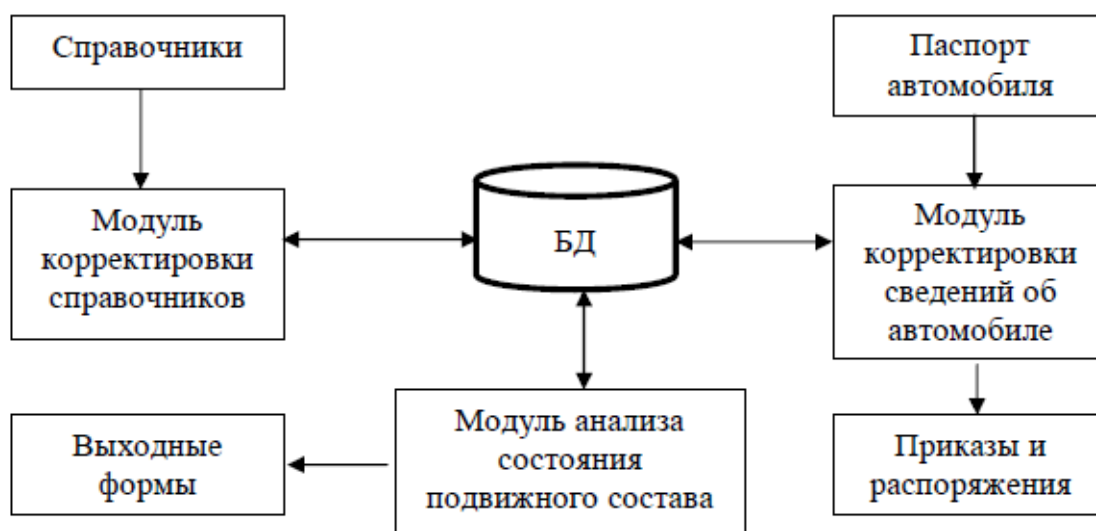 Справочники
Паспорт
автомобиля
Модуль
корректировки
справочников
БД
Модуль
корректировки
сведений об
автомобиле
Выходные
формы
Модуль анализа
состояния
подвижного состава
Приказы и
распоряжения